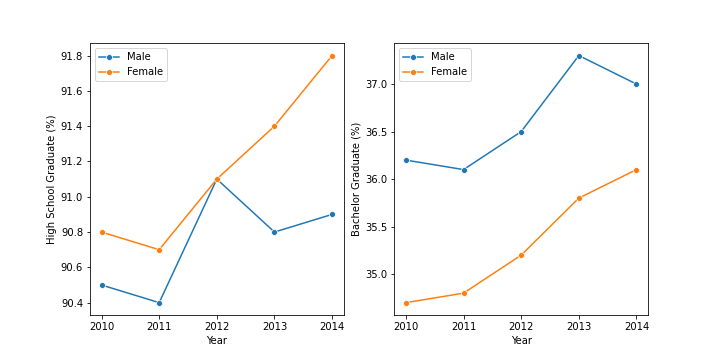 High School Graduate (%)
91.8
91.6
91.4
91.2
91.0
90.8
90.6
90.4
Male
Female
2010 2011 2012 2013 2014
Year
Bachelor Graduate (%)
37.0
36.5
36.0
35.5
35.0
Male
Female
2010 2011 2012 2013 2014
Year